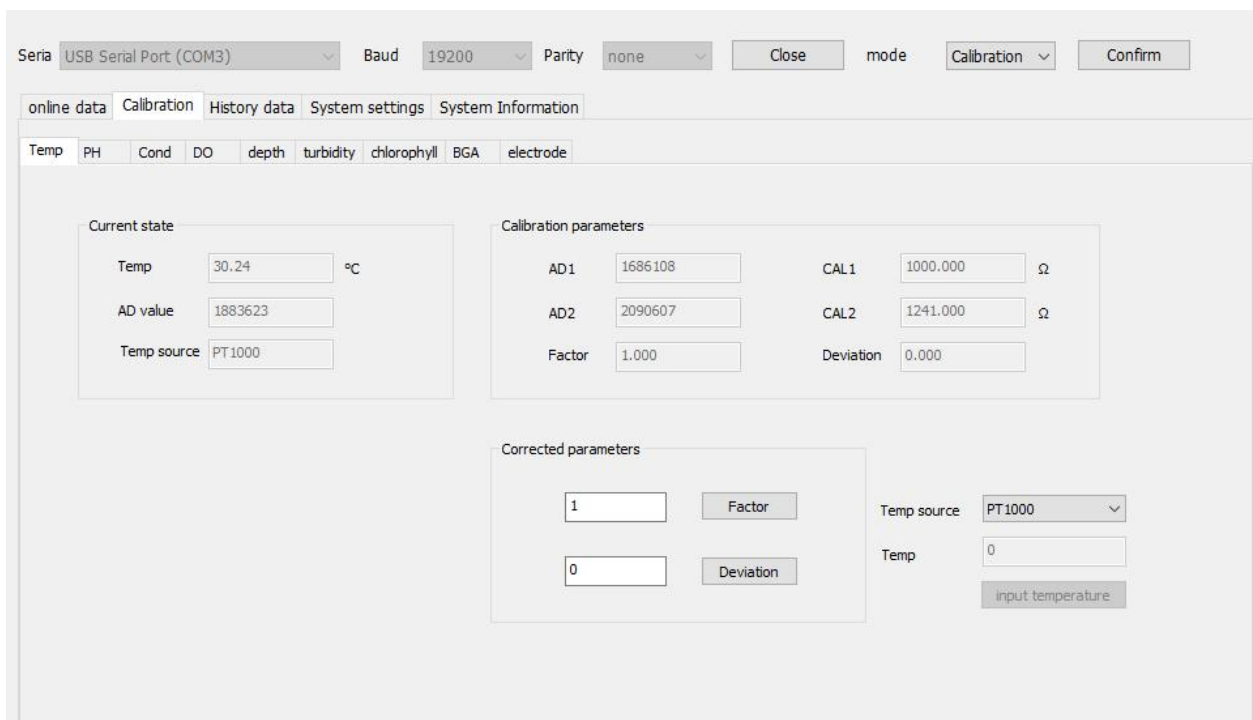 Seria USB Serial Port (COM3) Baud 19200 Parity none Close mode Calibration Confirm
online data Calibration History data System settings System Information
Temp PH Cond DO depth turbidity chlorophyll BGA electrode
Current state
Temp 30.24 ℃
AD value 1883623
Temp source PT1000
Calibration parameters
AD1 1686108 CAL1 1000.000 Ω
AD2 2090607 CAL2 1241.000 Ω
Factor 1.000 Deviation 0.000
Corrected parameters
1 Factor
0 Deviation
Temp source PT1000
Temp 0
input temperature